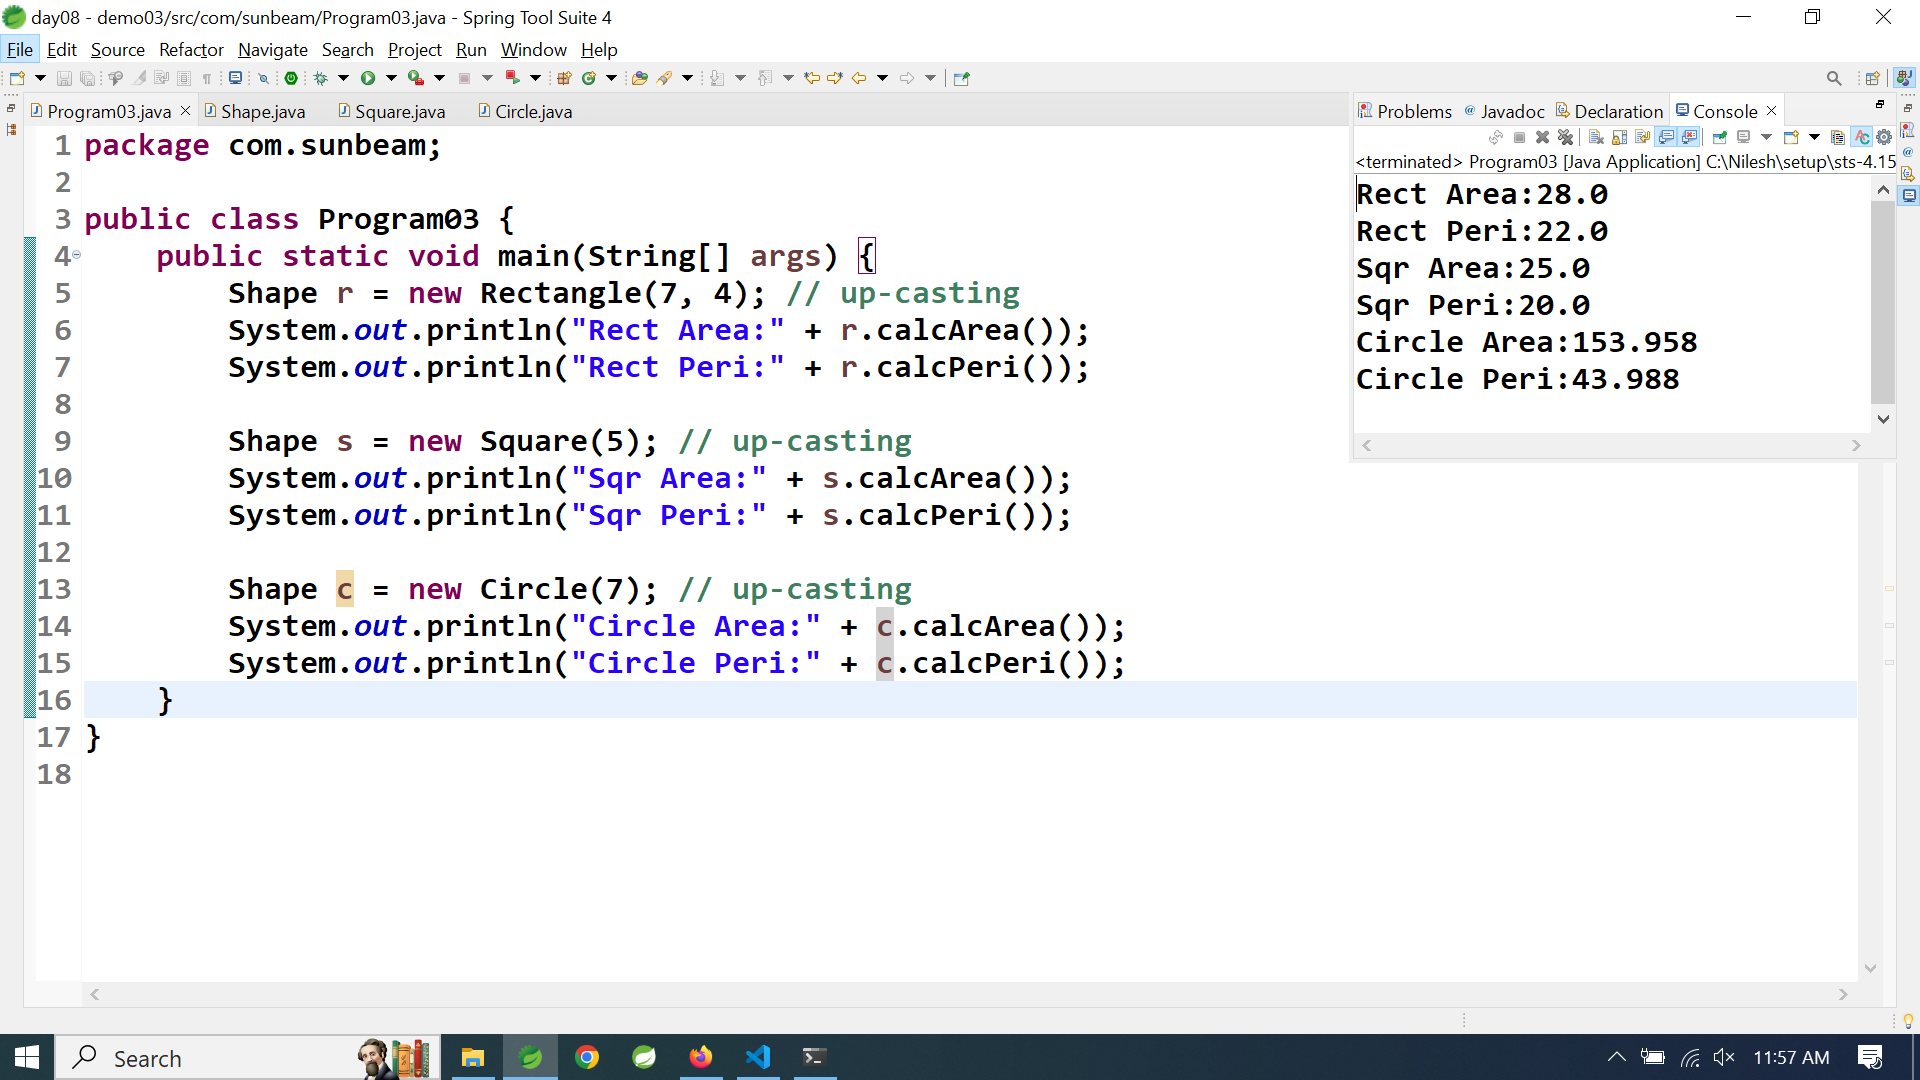 day08 - demo03/src/com/sunbeam/Program03.java - Spring Tool Suite 4
File Edit Source Refactor Navigate Search Project Run Window Help
Program03.java Shape.java Square.java Circle.java
1 package com.sunbeam;
2
3 public class Program03 {
4 public static void main(String[] args) {
5 Shape r = new Rectangle(7, 4); // up-casting
6 System.out.println("Rect Area:" + r.calcArea());
7 System.out.println("Rect Peri:" + r.calcPeri());
8
9 Shape s = new Square(5); // up-casting
10 System.out.println("Sqr Area:" + s.calcArea());
11 System.out.println("Sqr Peri:" + s.calcPeri());
12
13 Shape c = new Circle(7); // up-casting
14 System.out.println("Circle Area:" + c.calcArea());
15 System.out.println("Circle Peri:" + c.calcPeri());
16 }
17 }
18
Problems @ Javadoc Declaration Console
<terminated> Program03 [Java Application] C:\Nilesh\setup\sts-4.15
Rect Area:28.0
Rect Peri:22.0
Sqr Area:25.0
Sqr Peri:20.0
Circle Area:153.958
Circle Peri:43.988
Search
11:57 AM